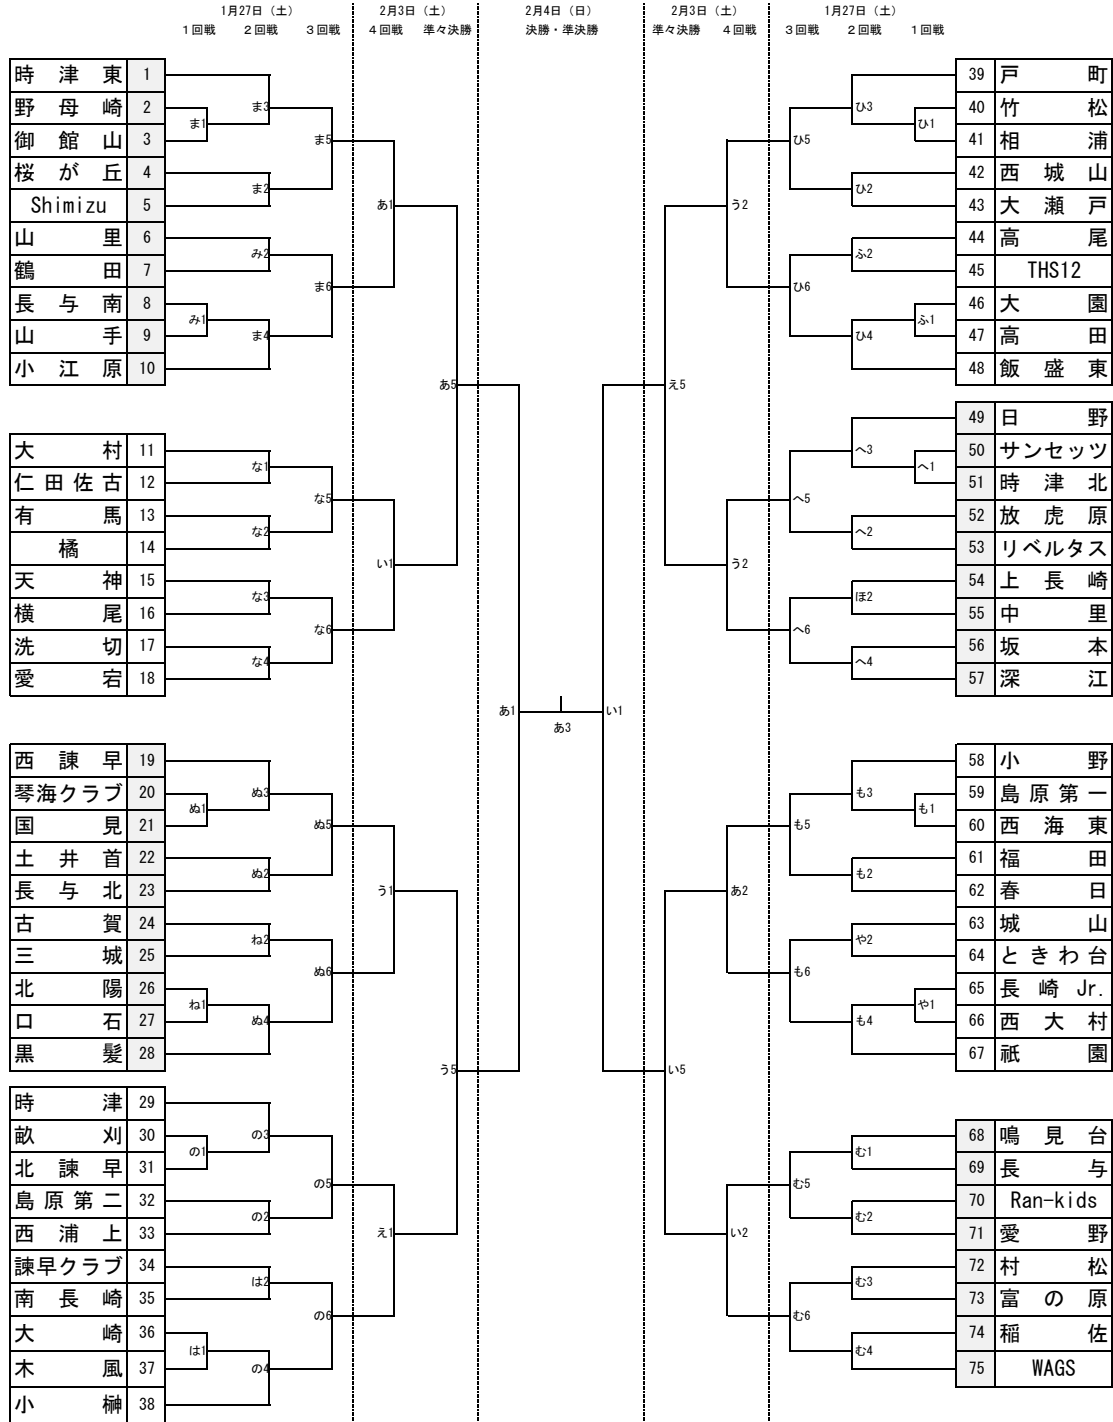 1月27日（土） 2月3日（土） 2月4日（日） 2月3日（土） 1月27日（土）
1回戦 2回戦 3回戦 4回戦 準々決勝 決勝・準決勝 準々決勝 4回戦 3回戦 2回戦 1回戦
時津東 1
野母崎 2
御館山 3
桜が丘 4
Shimizu 5
山里 6
鶴田 7
長与南 8
山手 9
小江原 10
ま1
ま3
ま2
み2
み1
ま4
ま5
ま6
あ1
大村 11
仁田佐古 12
有馬 13
橘 14
天神 15
横尾 16
洗切 17
愛宕 18
な1
な2
な3
な4
な5
な6
い1
あ5
西諫早 19
琴海クラブ 20
国見 21
土井首 22
長与北 23
古賀 24
三城 25
北陽 26
口石 27
黒髪 28
ぬ1
ぬ3
ぬ2
ね2
ね1
ぬ4
ぬ5
ぬ6
う1
時津 29
畝刈 30
北諫早 31
島原第二 32
西浦上 33
諫早クラブ 34
南長崎 35
大崎 36
木風 37
小榊 38
の1
の3
の2
は2
は1
の4
の5
の6
え1
う5
あ1
あ3
い1
39 戸町
40 竹松
41 相浦
42 西城山
43 大瀬戸
44 高尾
45 THS12
46 大園
47 高田
48 飯盛東
ひ3
ひ1
ひ2
ふ2
ふ1
ひ4
ひ5
ひ6
う2
え5
49 日野
50 サンセッツ
51 時津北
52 放虎原
53 リベルタス
54 上長崎
55 中里
56 坂本
57 深江
へ3
へ1
へ2
ほ2
へ4
へ5
へ6
う2
58 小野
59 島原第一
60 西海東
61 福田
62 春日
63 城山
64 ときわ台
65 長崎Jr.
66 西大村
67 祇園
も3
も1
も2
や2
や1
も4
も5
も6
あ2
い5
68 鳴見台
69 長与
70 Ran-kids
71 愛野
72 村松
73 富の原
74 稲佐
75 WAGS
む1
む2
む3
む4
む5
む6
い2